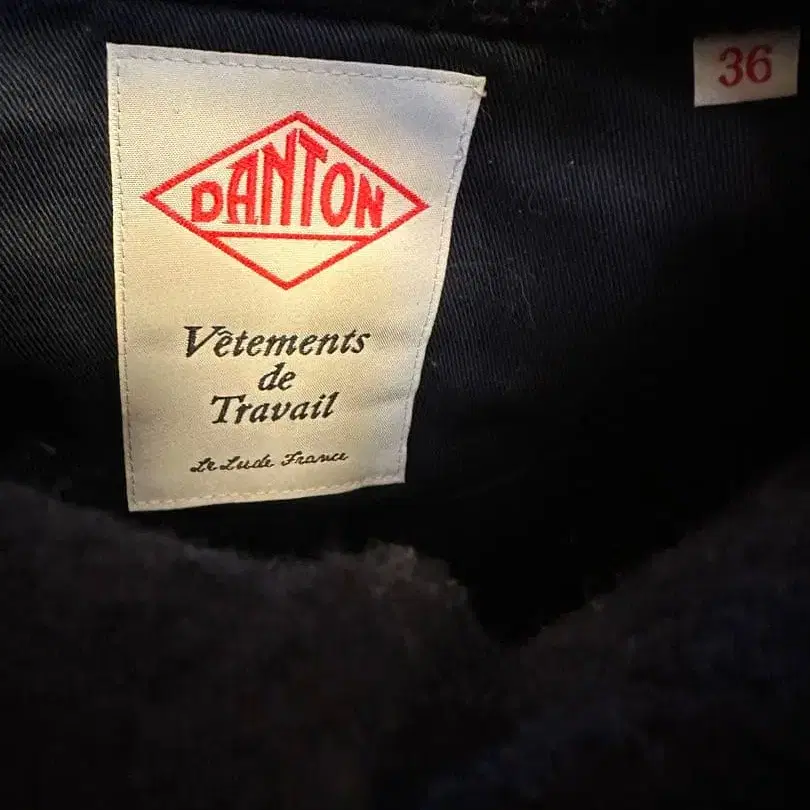 DANTON
Vêtements
de
Travail
Le Lude France
36